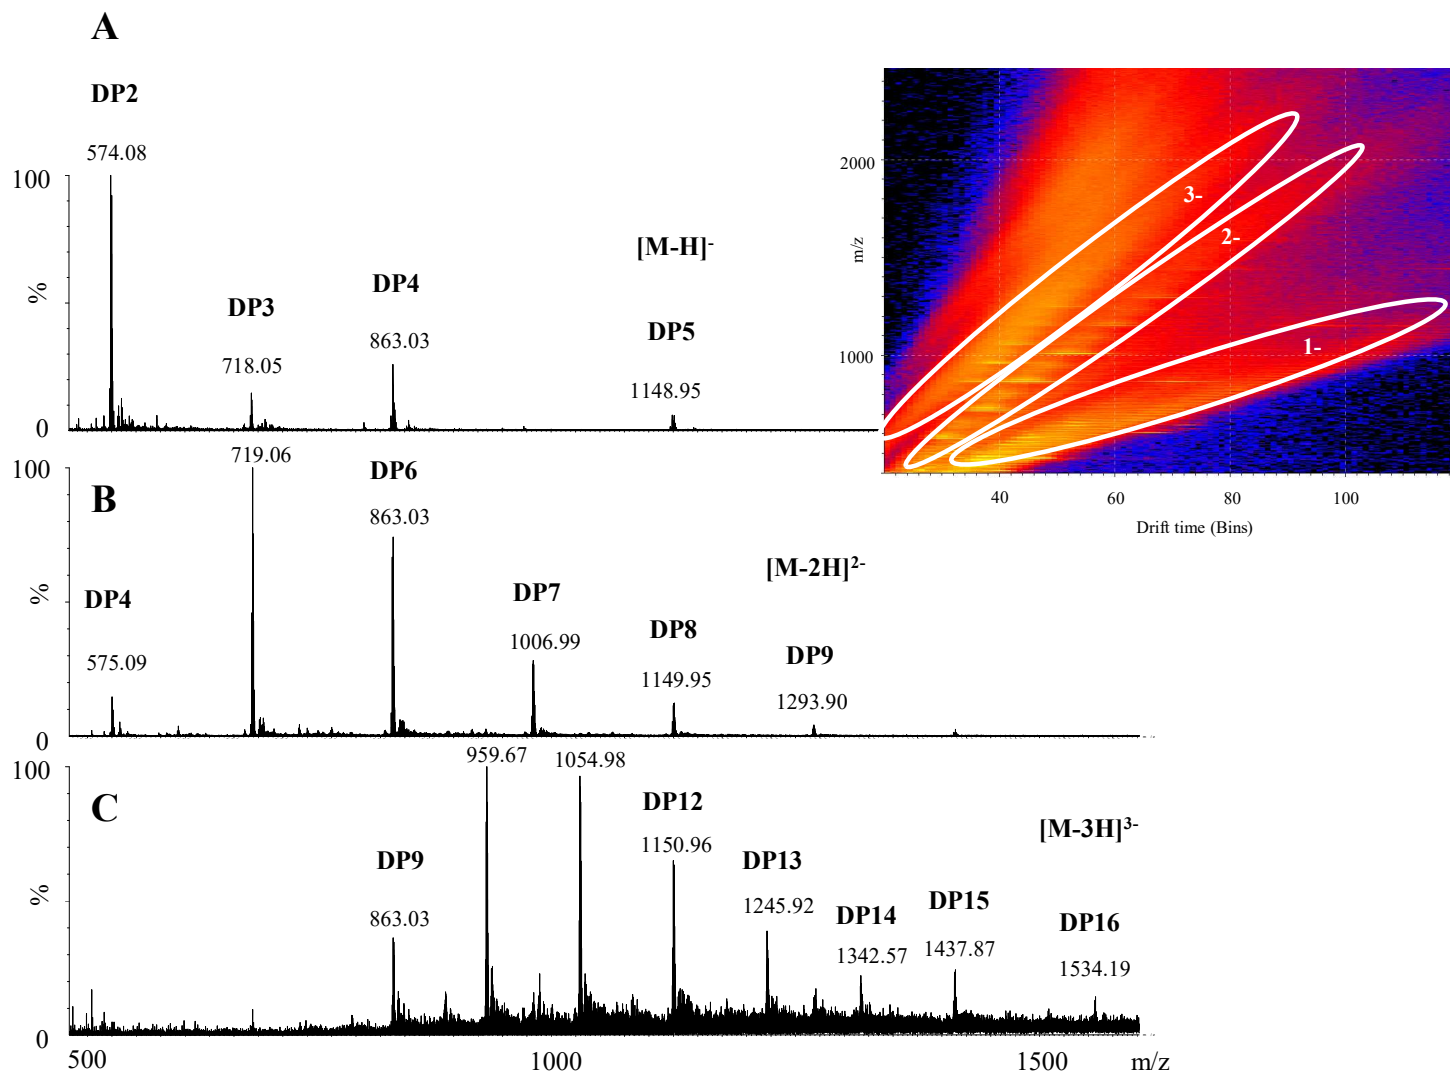 A
DP2
574.08
100
[M-H]-
DP3
DP4
DP5
718.05
863.03
1148.95
%
0
2000
1000
m/z
3-
2-
1-
40
60
80
100
Drift time (Bins)
719.06
B
100
DP6
863.03
[M-2H]2-
DP4
DP7
DP8
DP9
575.09
1006.99
1149.95
1293.90
%
0
959.67
1054.98
100
C
DP12
[M-3H]3-
1150.96
DP9
DP13
DP14
DP15
DP16
863.03
1245.92
1342.57
1437.87
1534.19
%
0
500
1000
1500
m/z